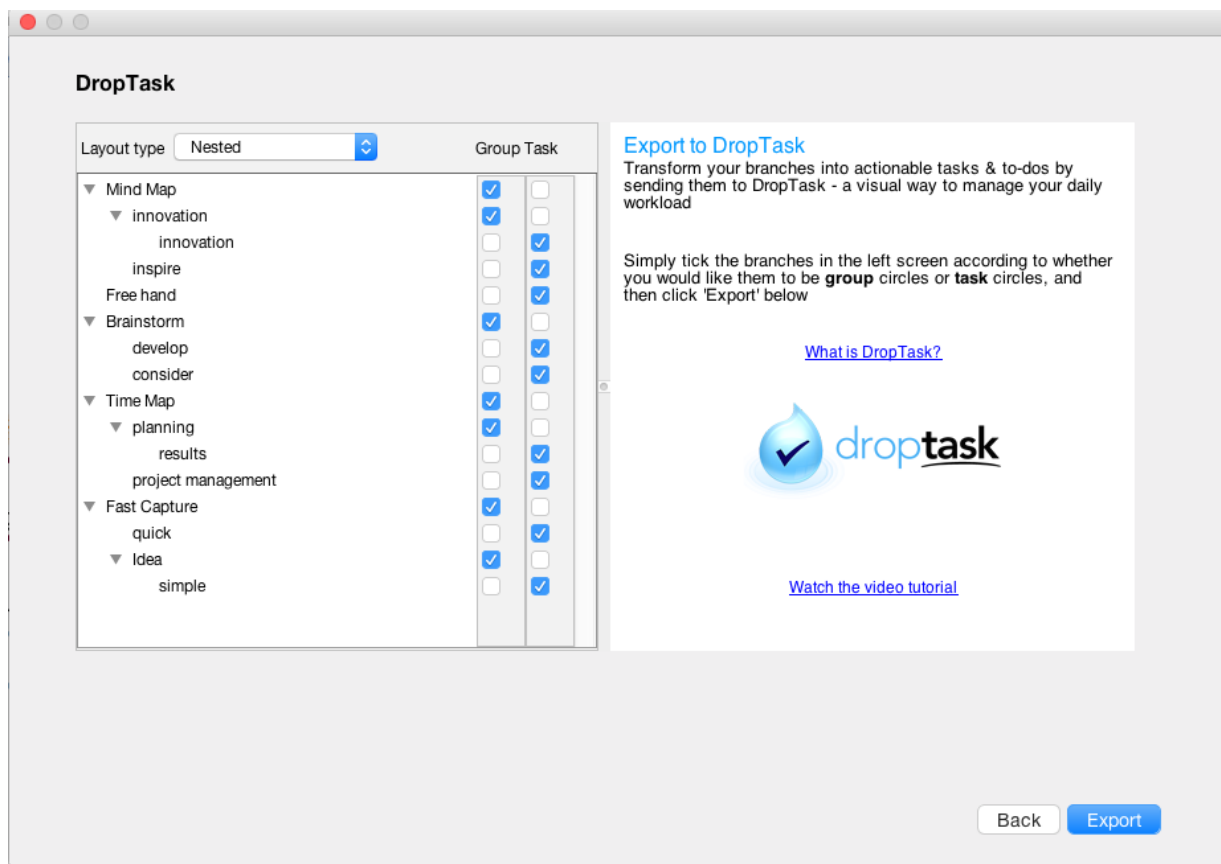 DropTask
Layout type Nested Group Task
Mind Map
innovation
innovation
inspire
Free hand
Brainstorm
develop
consider
Time Map
planning
results
project management
Fast Capture
quick
Idea
simple
Export to DropTask
Transform your branches into actionable tasks & to-dos by
sending them to DropTask - a visual way to manage your daily
workload
Simply tick the branches in the left screen according to whether
you would like them to be group circles or task circles, and
then click 'Export' below
What is DropTask?
droptask
Watch the video tutorial
Back Export